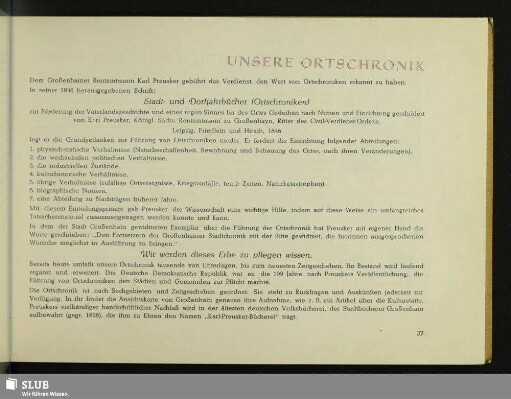 UNSERE ORTSCHRONIK
Dem Großenhainer Rentamtmann Karl Preusker gebührt das Verdienst, den Wert von Ortschroniken erkannt zu haben.
In seiner 1846 herausgegebenen Schrift:
Stadt- und Dorfjahrbücher (Ortschroniken)
zur Förderung der Vaterlandsgeschichte und eines regen Sinnes für des Ortes Gedeihen nach Nutzen und Einrichtung geschildert
von Karl Preusker, Königl. Sächs. Rentamtmann zu Großenhayn, Ritter des Civil-Verdienst-Ordens,
Leipzig, Friedlein und Hirsch, 1846
legt er die Grundgedanken zur Führung von Ortschroniken nieder. Er fordert die Einrichtung folgender Abteilungen:
1. physisch-statische Verhältnisse (Naturbeschaffenheit, Bewohnung und Bebauung des Ortes, nach ihren Veränderungen),
2. die wechselnden politischen Verhältnisse,
3. die industriellen Zustände,
4. kulturhistorische Verhältnisse,
5. übrige Verhältnisse (zufällige Ortsereignisse, Kriegsvorfälle, teure Zeiten, Naturkatastrophen)
6. biographische Notizen,
7. eine Abteilung zu Nachträgen früherer Jahre.
Mit diesem Einteilungsprinzip gab Preusker der Wissenschaft eine wichtige Hilfe, indem auf diese Weise ein umfangreiches
Tatsachenmaterial zusammengetragen werden konnte und kann.
In dem der Stadt Großenhain gewidmeten Exemplar über die Führung der Ortschronik hat Preusker mit eigener Hand die
Worte geschrieben: „Den Fortsetzern der Großenhainer Stadtchronik mit der Bitte gewidmet, die hierinnen ausgesprochenen
Wünsche möglichst in Ausführung zu bringen."
Wir werden dieses Erbe zu pflegen wissen.
Bereits heute umfaßt unsere Ortschronik tausende von Unterlagen, bis zum neuesten Zeitgeschehen. Ihr Bestand wird laufend
ergänzt und erweitert. Die Deutsche Demokratische Republik war es die 100 Jahre nach Preuskers Veröffentlichung, die
Führung von Ortschroniken den Städten und Gemeinden zur Pflicht machte.
Die Ortschronik ist nach Sachgebieten und Zeitgeschehen geordnet. Sie steht zu Rückfragen und Auskünften jederzeit zur
Verfügung. In ihr findet die Ansichtskarte von Großenhain genauso ihre Aufnahme, wie z. B. ein Artikel über die Kulturstätte.
Preuskers vielbändiger handschriftlicher Nachlaß wird in der ältesten deutschen Volksbücherei, der Stadtbücherei Großenhain
aufbewahrt (gegr. 1828), die ihm zu Ehren den Namen „Karl-Preusker-Bücherei" trägt.
37
SLUB
Wir führen Wissen.